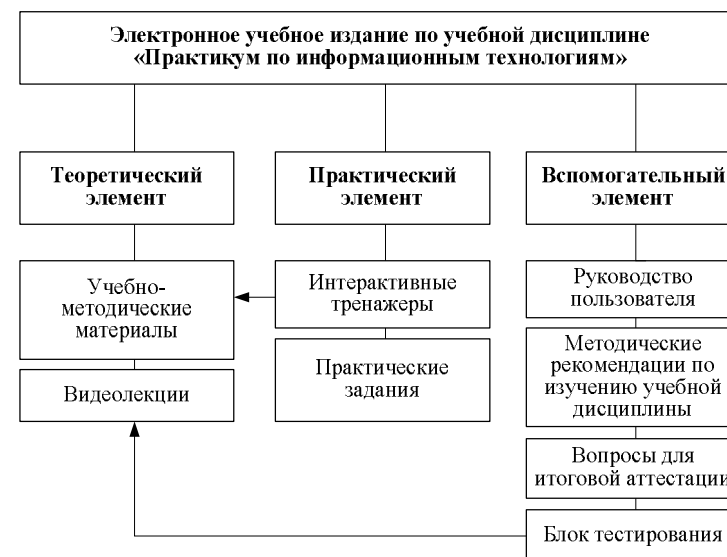 Электронное учебное издание по учебной дисциплине
«Практикум по информационным технологиям»
Теоретический
элемент
Практический
элемент
Вспомогательный
элемент
Учебно-
методические
материалы
Видеолекции
Интерактивные
тренажеры
Практические
задания
Руководство
пользователя
Методические
рекомендации по
изучению учебной
дисциплины
Вопросы для
итоговой аттестации
Блок тестирования